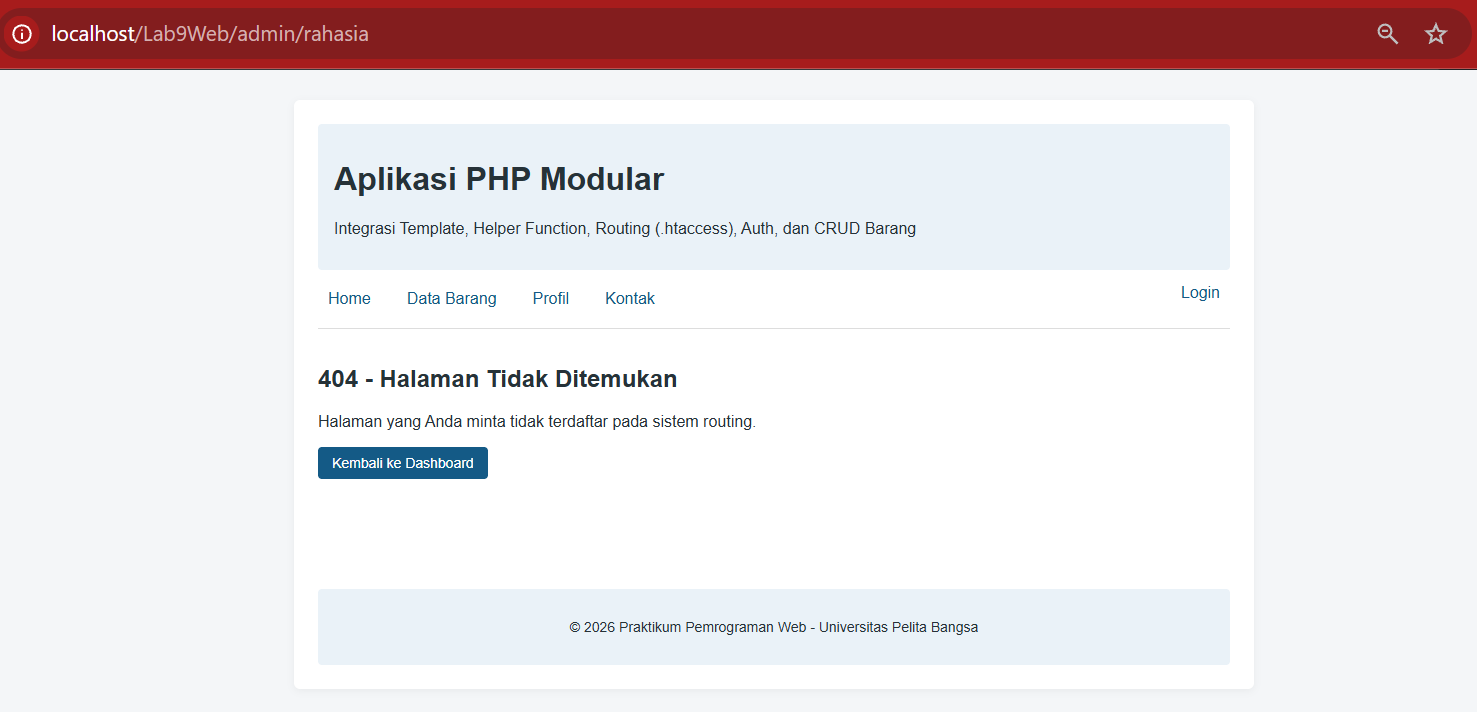 localhost/Lab9Web/admin/rahasia
Aplikasi PHP Modular
Integrasi Template, Helper Function, Routing (.htaccess), Auth, dan CRUD Barang
Home Data Barang Profil Kontak Login
404 - Halaman Tidak Ditemukan
Halaman yang Anda minta tidak terdaftar pada sistem routing.
Kembali ke Dashboard
© 2026 Praktikum Pemrograman Web - Universitas Pelita Bangsa